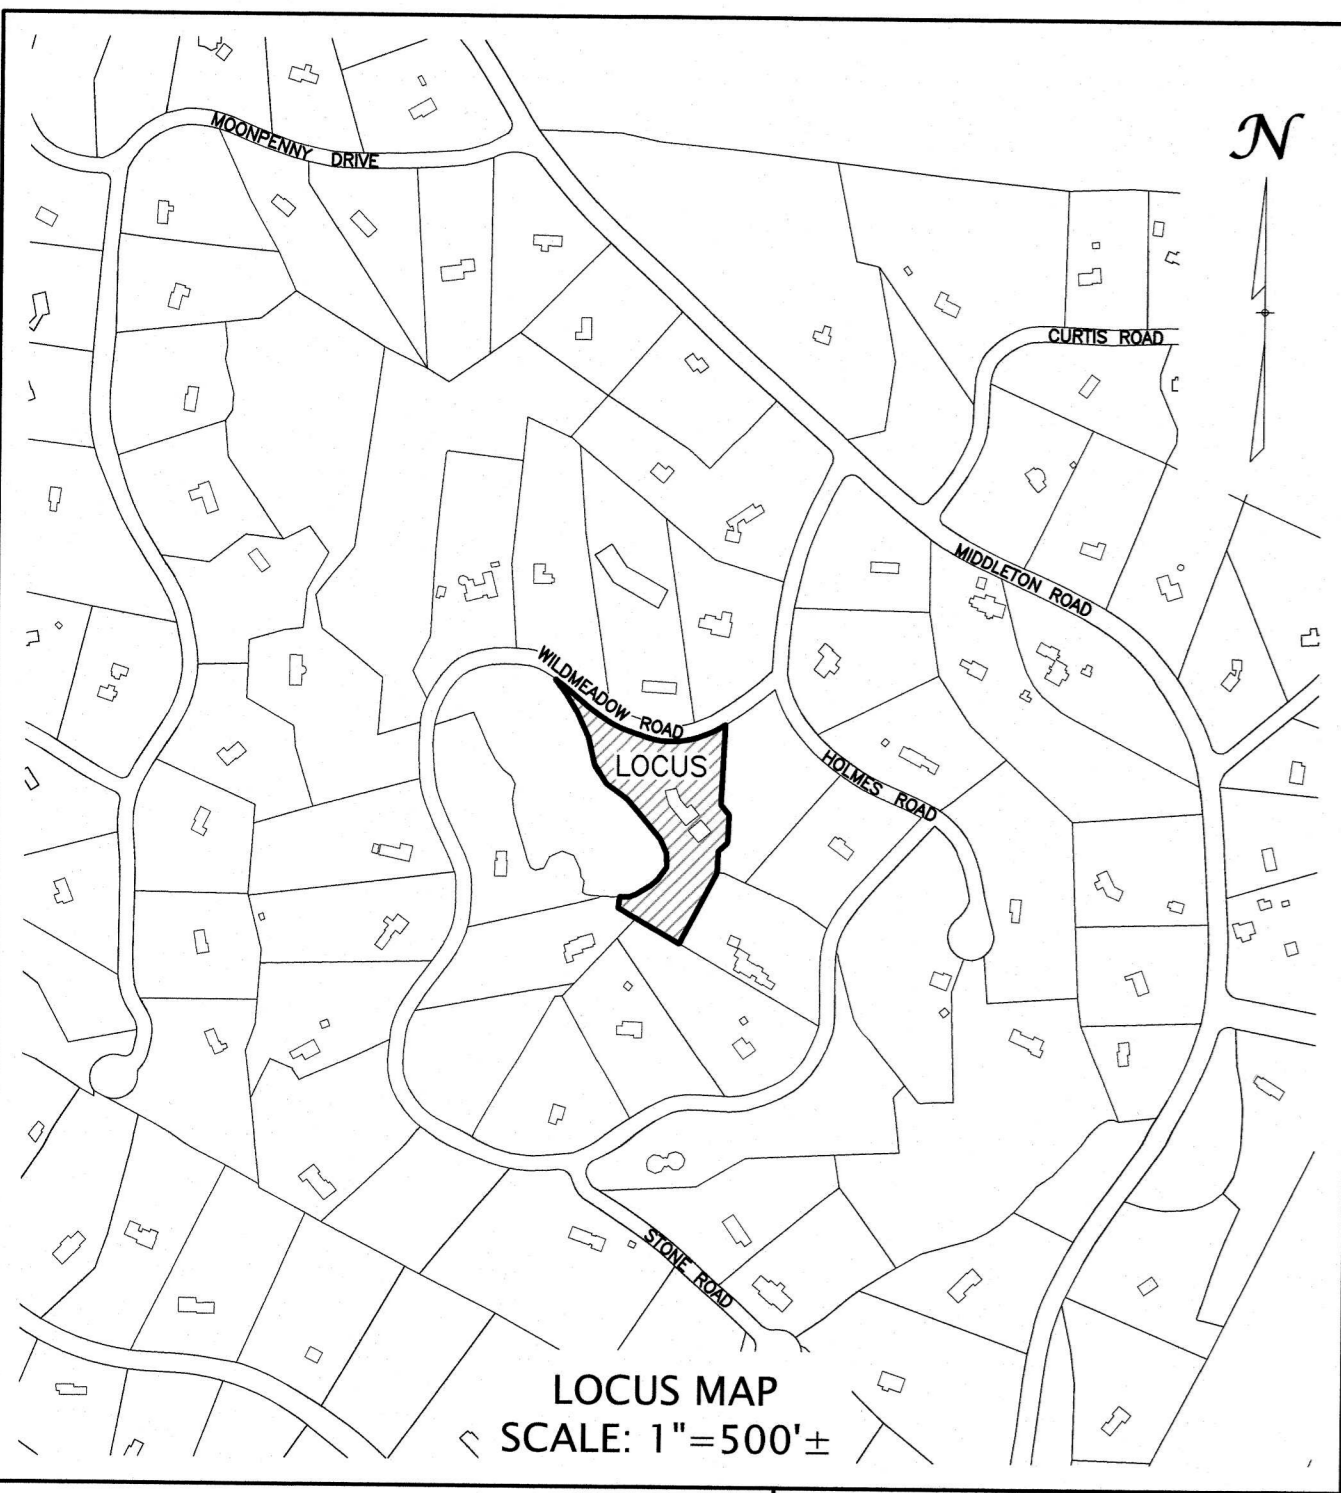 N
MOONPENNY DRIVE
CURTIS ROAD
MIDDLETON ROAD
WILDMEADOW ROAD
LOCUS
HOLMES ROAD
STONE ROAD
LOCUS MAP
SCALE: 1"=500'±